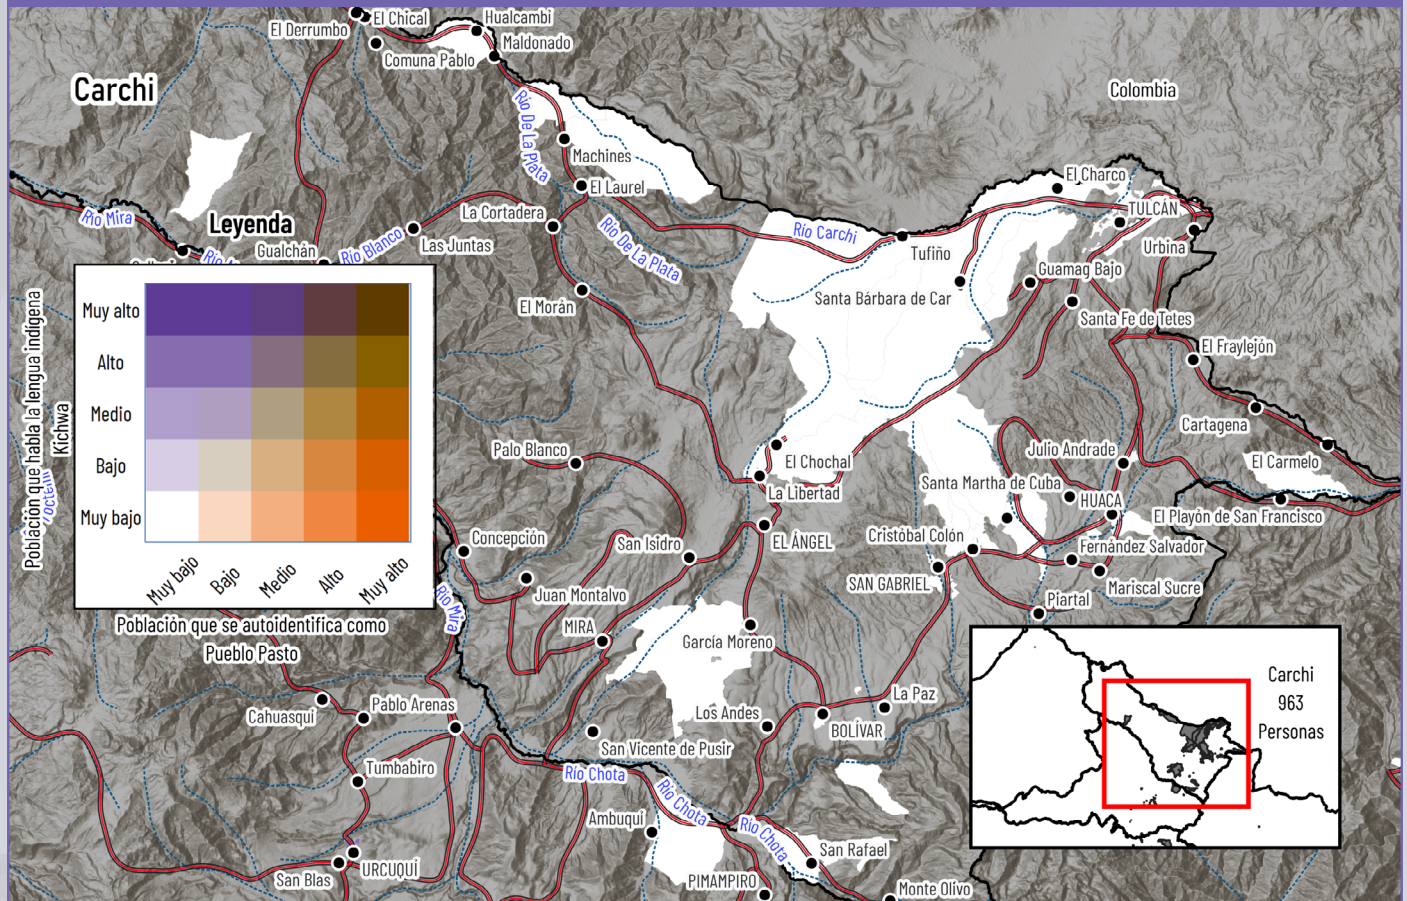 El Derrumbo
El Chical
Hualcambi
Maldonado
Comuna Pablo
Carchi
Colombia
Río De La Plata
Machines
El Laurel
El Charco
TULCÁN
Río Mira
Leyenda
Gualchán
Río Blanco
Las Juntas
La Cortadera
Río De La Plata
Río Carchi
Tufiño
Urbina
Guamag Bajo
Santa Bárbara de Car
El Morán
Santa Fe de Tetes
El Fraylejón
Cartagena
El Carmelo
Población que habla la lengua indígena
Kichwa
Muy alto
Alto
Medio
Bajo
Muy bajo
Muy bajo
Bajo
Medio
Alto
Muy alto
Población que se autoidentifica como
Pueblo Pasto
Palo Blanco
El Chochal
La Libertad
Julio Andrade
Santa Martha de Cuba
HUACA
El Playón de San Francisco
Concepción
San Isidro
EL ÂNGEL
Cristóbal Colón
Fernández Salvador
SAN GABRIEL
Mariscal Sucre
Juan Montalvo
Río Mira
MIRA
García Moreno
Piartal
Carchi
963
Personas
Cahuasquí
Pablo Arenas
La Paz
Los Andes
BOLÍVAR
San Vicente de Pusir
Tumbabiro
Río Chota
Río Chota
Río Chota
Ambuquí
San Rafael
URCUQUÍ
San Blas
PIMAMPIRO
Monte Olivo